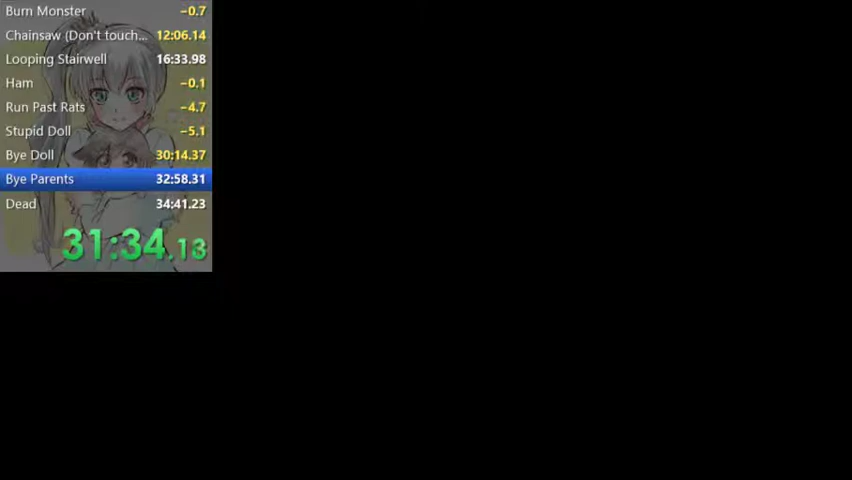 Burn Monster −0.7
Chainsaw (Don't touch... 12:06.14
Looping Stairwell 16:33.98
Ham −0.1
Run Past Rats −4.7
Stupid Doll −5.1
Bye Doll 30:14.37
Bye Parents 32:58.31
Dead 34:41.23
31:34.13